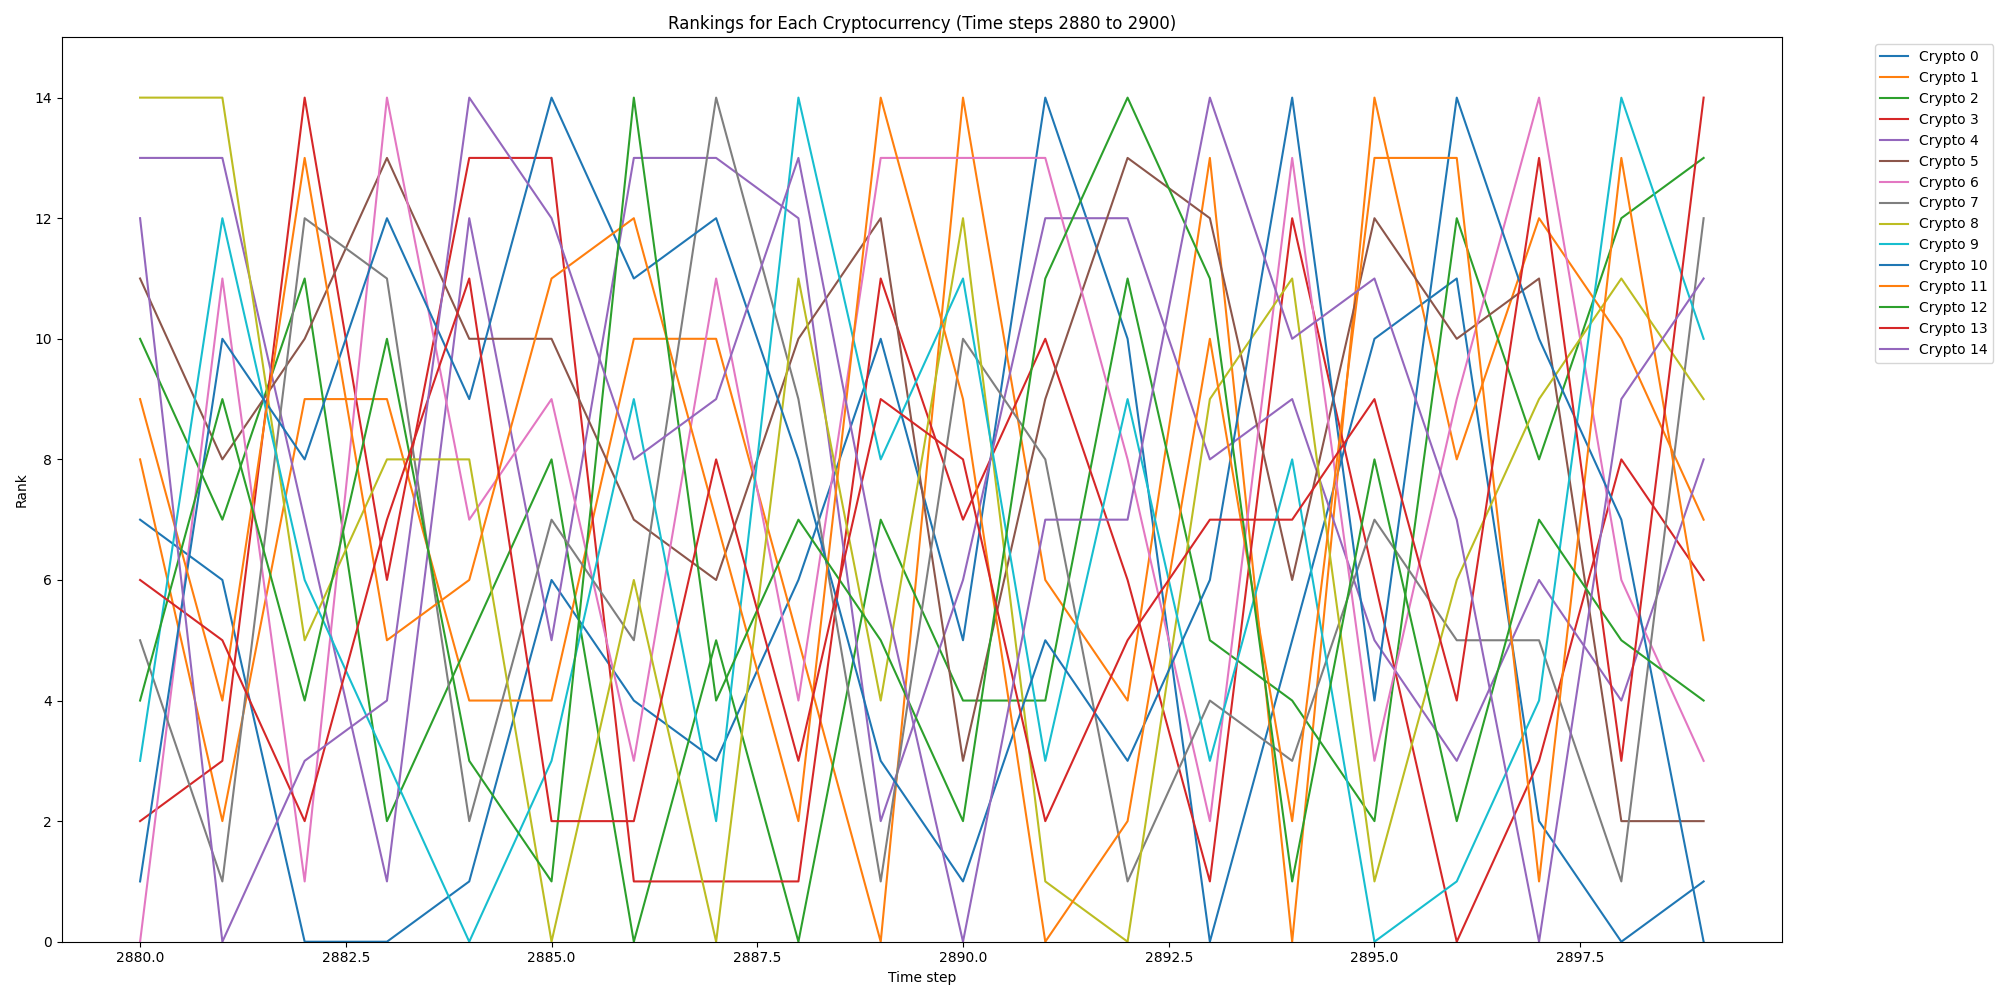 Rankings for Each Cryptocurrency (Time steps 2880 to 2900)
Rank
14
12
10
8
6
4
2
0
2880.0 2882.5 2885.0 2887.5 2890.0 2892.5 2895.0 2897.5
Time step
Crypto 0
Crypto 1
Crypto 2
Crypto 3
Crypto 4
Crypto 5
Crypto 6
Crypto 7
Crypto 8
Crypto 9
Crypto 10
Crypto 11
Crypto 12
Crypto 13
Crypto 14